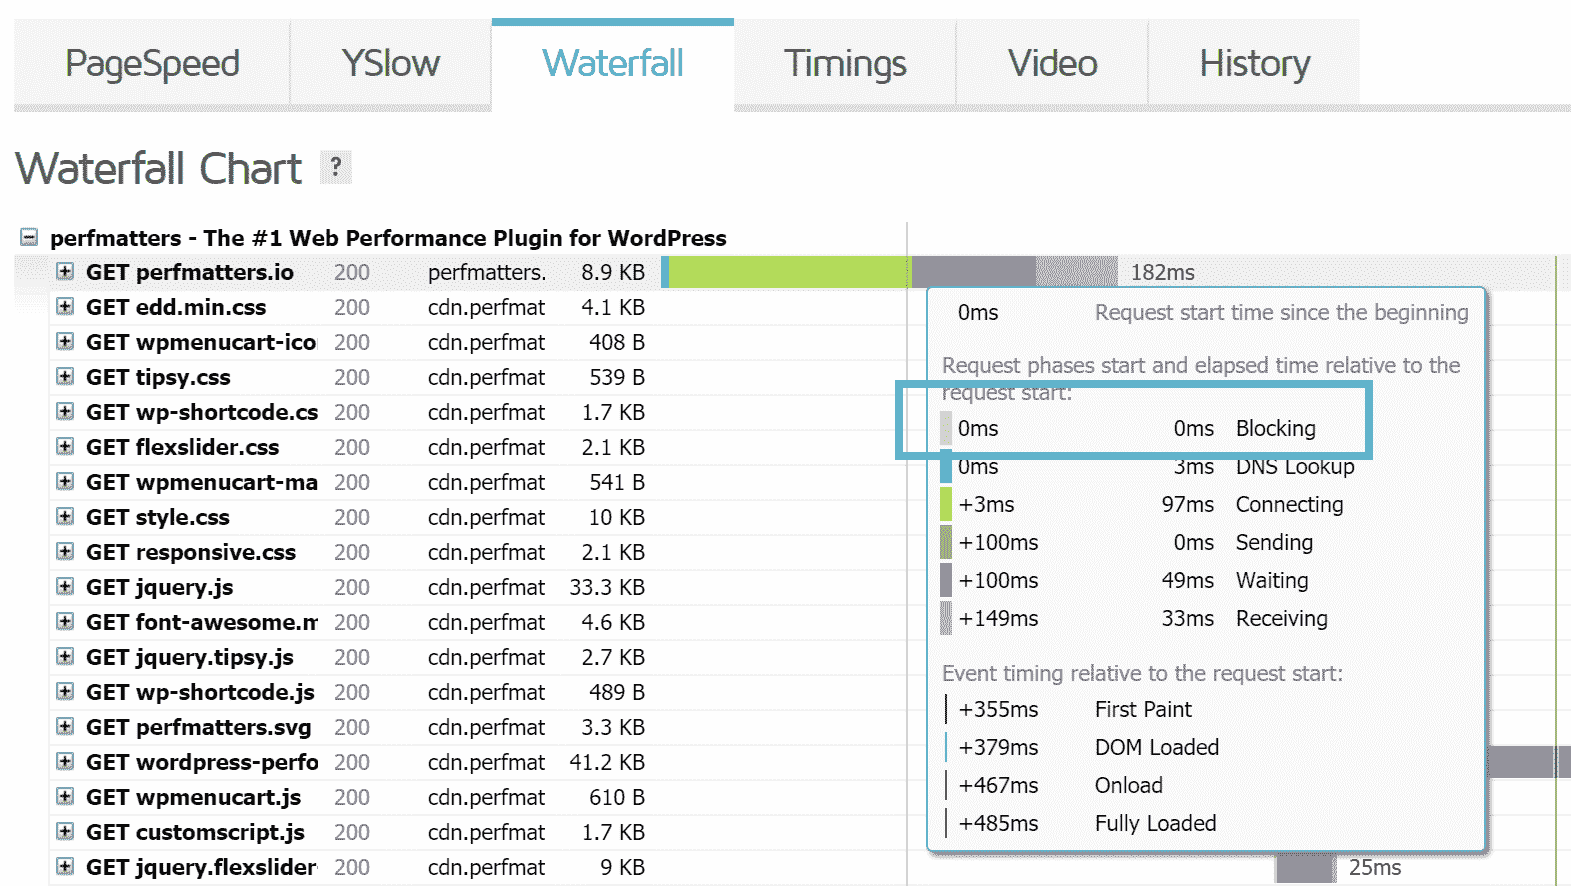 PageSpeed YSlow Waterfall Timings Video History
Waterfall Chart ?
perfmatters - The #1 Web Performance Plugin for WordPress
GET perfmatters.io 200 perfmatters. 8.9 KB 182ms
GET edd.min.css 200 cdn.perfmat 4.1 KB
GET wpmenucart-ico 200 cdn.perfmat 408 B
GET tipsy.css 200 cdn.perfmat 539 B
GET wp-shortcode.cs 200 cdn.perfmat 1.7 KB
GET flexslider.css 200 cdn.perfmat 2.1 KB
GET wpmenucart-ma 200 cdn.perfmat 541 B
GET style.css 200 cdn.perfmat 10 KB
GET responsive.css 200 cdn.perfmat 2.1 KB
GET jquery.js 200 cdn.perfmat 33.3 KB
GET font-awesome.m 200 cdn.perfmat 4.6 KB
GET jquery.tipsy.js 200 cdn.perfmat 2.7 KB
GET wp-shortcode.js 200 cdn.perfmat 489 B
GET perfmatters.svg 200 cdn.perfmat 3.3 KB
GET wordpress-perfo 200 cdn.perfmat 41.2 KB
GET wpmenucart.js 200 cdn.perfmat 610 B
GET customscript.js 200 cdn.perfmat 1.7 KB
GET jquery.flexslider 200 cdn.perfmat 9 KB 25ms
0ms Request start time since the beginning
Request phases start and elapsed time relative to the
request start:
0ms 0ms Blocking
0ms 3ms DNS Lookup
+3ms 97ms Connecting
+100ms 0ms Sending
+100ms 49ms Waiting
+149ms 33ms Receiving
Event timing relative to the request start:
+355ms First Paint
+379ms DOM Loaded
+467ms Onload
+485ms Fully Loaded